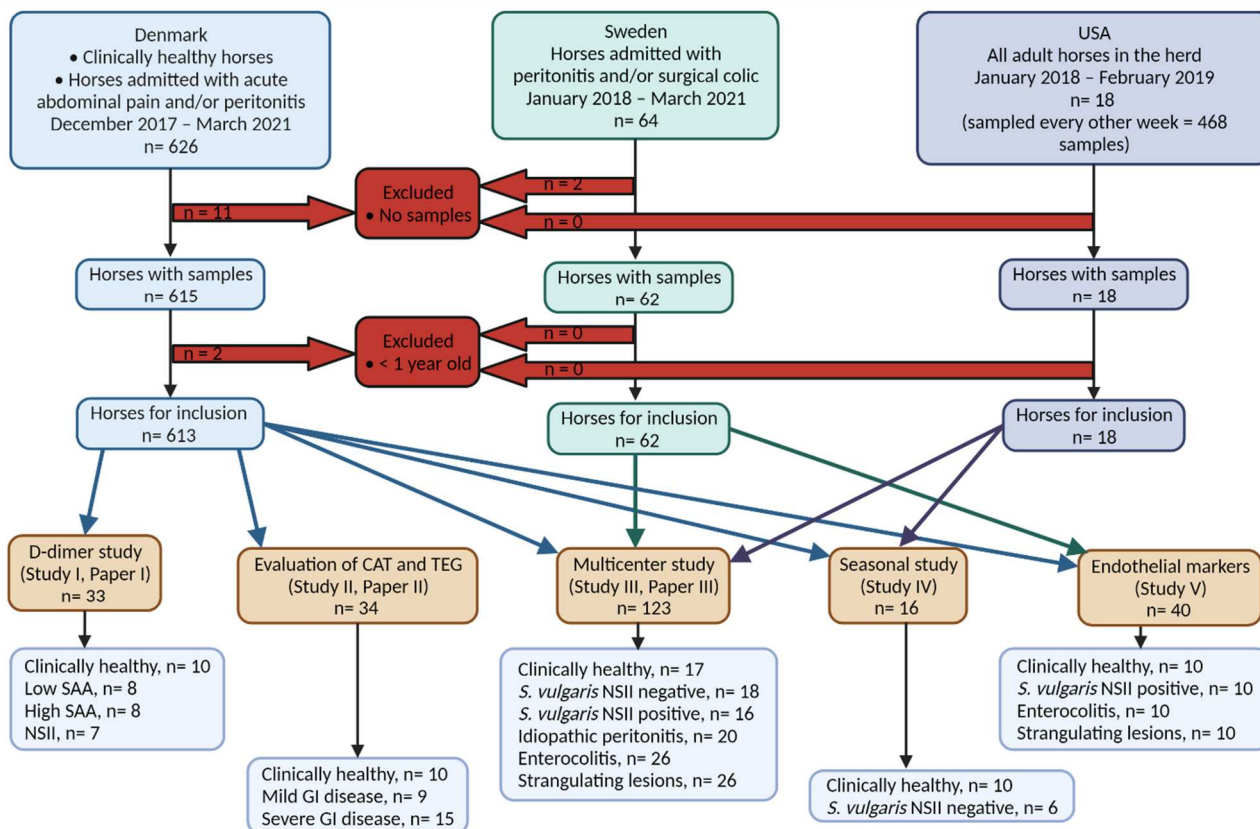 Denmark
• Clinically healthy horses
• Horses admitted with acute
abdominal pain and/or peritonitis
December 2017 – March 2021
n= 626
Sweden
Horses admitted with
peritonitis and/or surgical colic
January 2018 – March 2021
n= 64
USA
All adult horses in the herd
January 2018 – February 2019
n= 18
(sampled every other week = 468
samples)
n = 11
Excluded
• No samples
n = 2
n = 0
Horses with samples
n= 615
Horses with samples
n= 62
Horses with samples
n= 18
n = 2
Excluded
• < 1 year old
n = 0
n = 0
Horses for inclusion
n= 613
Horses for inclusion
n= 62
Horses for inclusion
n= 18
D-dimer study
(Study I, Paper I)
n= 33
Evaluation of CAT and TEG
(Study II, Paper II)
n= 34
Multicenter study
(Study III, Paper III)
n= 123
Seasonal study
(Study IV)
n= 16
Endothelial markers
(Study V)
n= 40
Clinically healthy, n= 10
Low SAA, n= 8
High SAA, n= 8
NSII, n= 7
Clinically healthy, n= 10
Mild GI disease, n= 9
Severe GI disease, n= 15
Clinically healthy, n= 17
S. vulgaris NSII negative, n= 18
S. vulgaris NSII positive, n= 16
Idiopathic peritonitis, n= 20
Enterocolitis, n= 26
Strangulating lesions, n= 26
Clinically healthy, n= 10
S. vulgaris NSII negative, n= 6
Clinically healthy, n= 10
S. vulgaris NSII positive, n= 10
Enterocolitis, n= 10
Strangulating lesions, n= 10